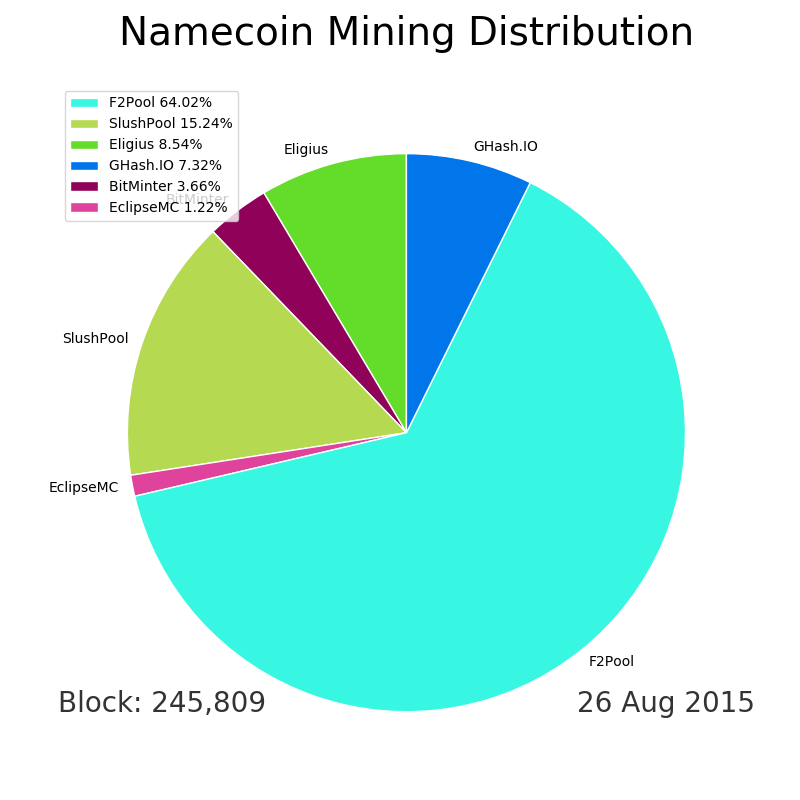 Namecoin Mining Distribution
F2Pool 64.02%
SlushPool 15.24%
Eligius 8.54%
GHash.IO 7.32%
BitMinter 3.66%
EclipseMC 1.22%
Eligius
GHash.IO
BitMinter
SlushPool
EclipseMC
F2Pool
Block: 245,809
26 Aug 2015